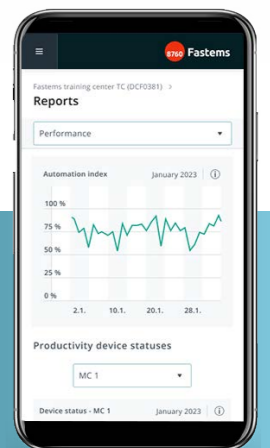 8760 Fastems
Fastems training center TC (DCF0381) >
Reports
Performance
Automation index January 2023
100 %
75 %
50 %
25 %
0 %
2.1. 10.1. 20.1. 28.1.
Productivity device statuses
MC 1
Device status - MC 1 January 2023